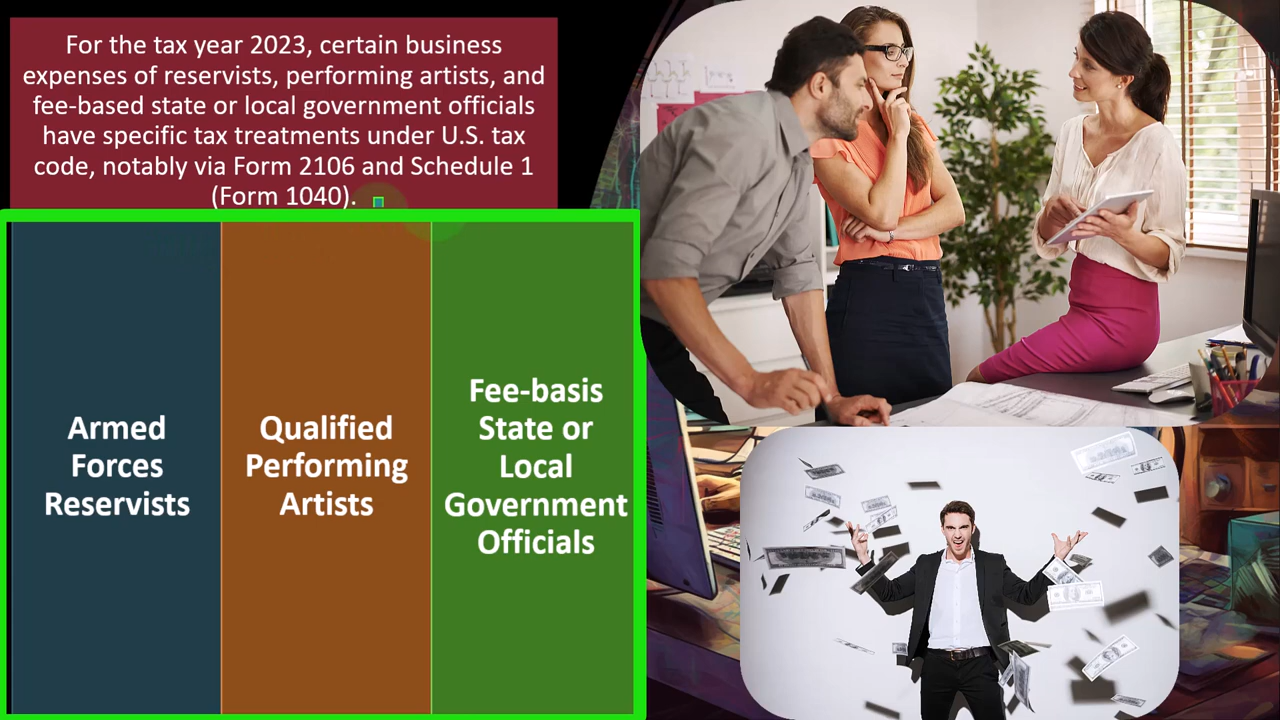 For the tax year 2023, certain business
expenses of reservists, performing artists, and
fee-based state or local government officials
have specific tax treatments under U.S. tax
code, notably via Form 2106 and Schedule 1
(Form 1040).
Armed
Forces
Reservists
Qualified
Performing
Artists
Fee-basis
State or
Local
Government
Officials